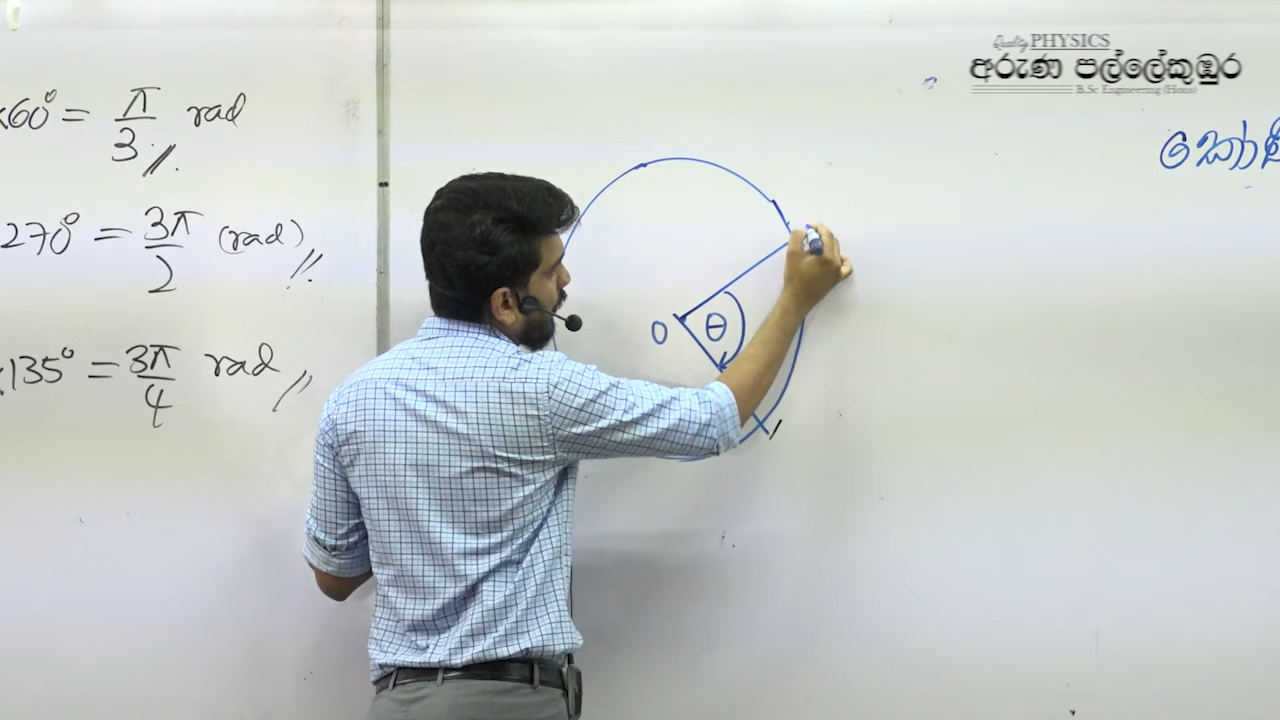 60° = π/3 rad
270° = 3π/2 (rad)
135° = 3π/4 rad
O
θ
Quality PHYSICS
අරුණ පල්ලේකුඹුර
B.Sc Engineering (Hons)